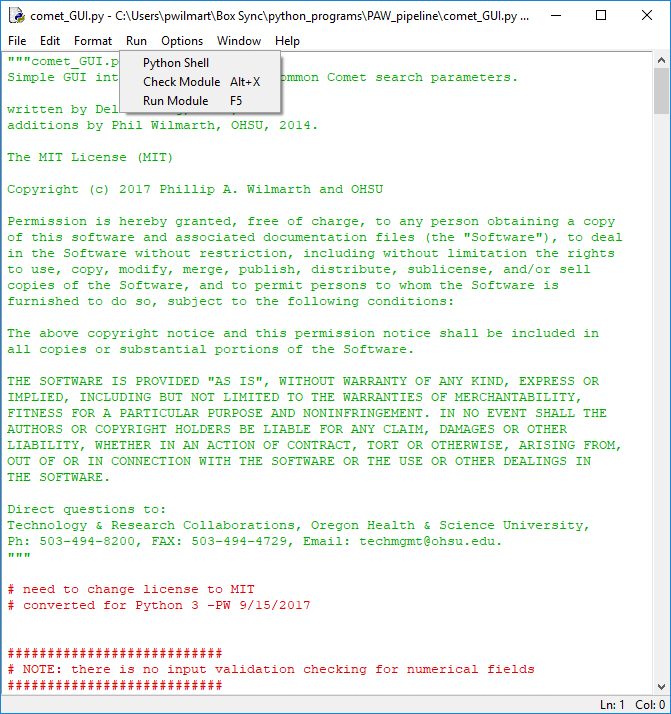 comet_GUI.py - C:\Users\pwilmart\Box Sync\python_programs\PAW_pipeline\comet_GUI.py ...
File Edit Format Run Options Window Help
Python Shell
Check Module Alt+X
Run Module F5
"""comet_GUI.p
Simple GUI int ommon Comet search parameters.
written by Del
additions by Phil Wilmarth, OHSU, 2014.
The MIT License (MIT)
Copyright (c) 2017 Phillip A. Wilmarth and OHSU
Permission is hereby granted, free of charge, to any person obtaining a copy
of this software and associated documentation files (the "Software"), to deal
in the Software without restriction, including without limitation the rights
to use, copy, modify, merge, publish, distribute, sublicense, and/or sell
copies of the Software, and to permit persons to whom the Software is
furnished to do so, subject to the following conditions:
The above copyright notice and this permission notice shall be included in
all copies or substantial portions of the Software.
THE SOFTWARE IS PROVIDED "AS IS", WITHOUT WARRANTY OF ANY KIND, EXPRESS OR
IMPLIED, INCLUDING BUT NOT LIMITED TO THE WARRANTIES OF MERCHANTABILITY,
FITNESS FOR A PARTICULAR PURPOSE AND NONINFRINGEMENT. IN NO EVENT SHALL THE
AUTHORS OR COPYRIGHT HOLDERS BE LIABLE FOR ANY CLAIM, DAMAGES OR OTHER
LIABILITY, WHETHER IN AN ACTION OF CONTRACT, TORT OR OTHERWISE, ARISING FROM,
OUT OF OR IN CONNECTION WITH THE SOFTWARE OR THE USE OR OTHER DEALINGS IN
THE SOFTWARE.
Direct questions to:
Technology & Research Collaborations, Oregon Health & Science University,
Ph: 503-494-8200, FAX: 503-494-4729, Email: techmgmt@ohsu.edu.
"""
# need to change license to MIT
# converted for Python 3 -PW 9/15/2017
###########################
# NOTE: there is no input validation checking for numerical fields
###########################
Ln: 1 Col: 0